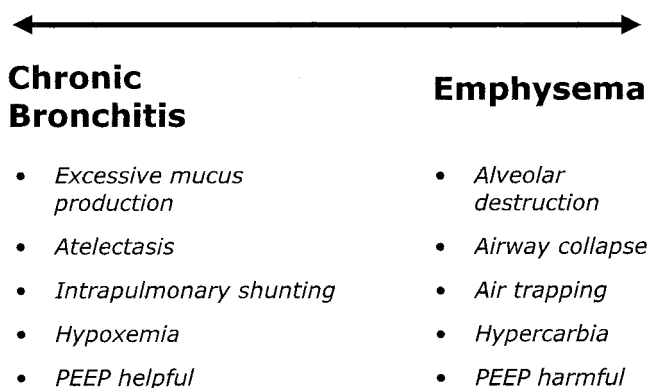 Chronic
Bronchitis
• Excessive mucus
production
• Atelectasis
• Intrapulmonary shunting
• Hypoxemia
• PEEP helpful
Emphysema
• Alveolar
destruction
• Airway collapse
• Air trapping
• Hypercarbia
• PEEP harmful